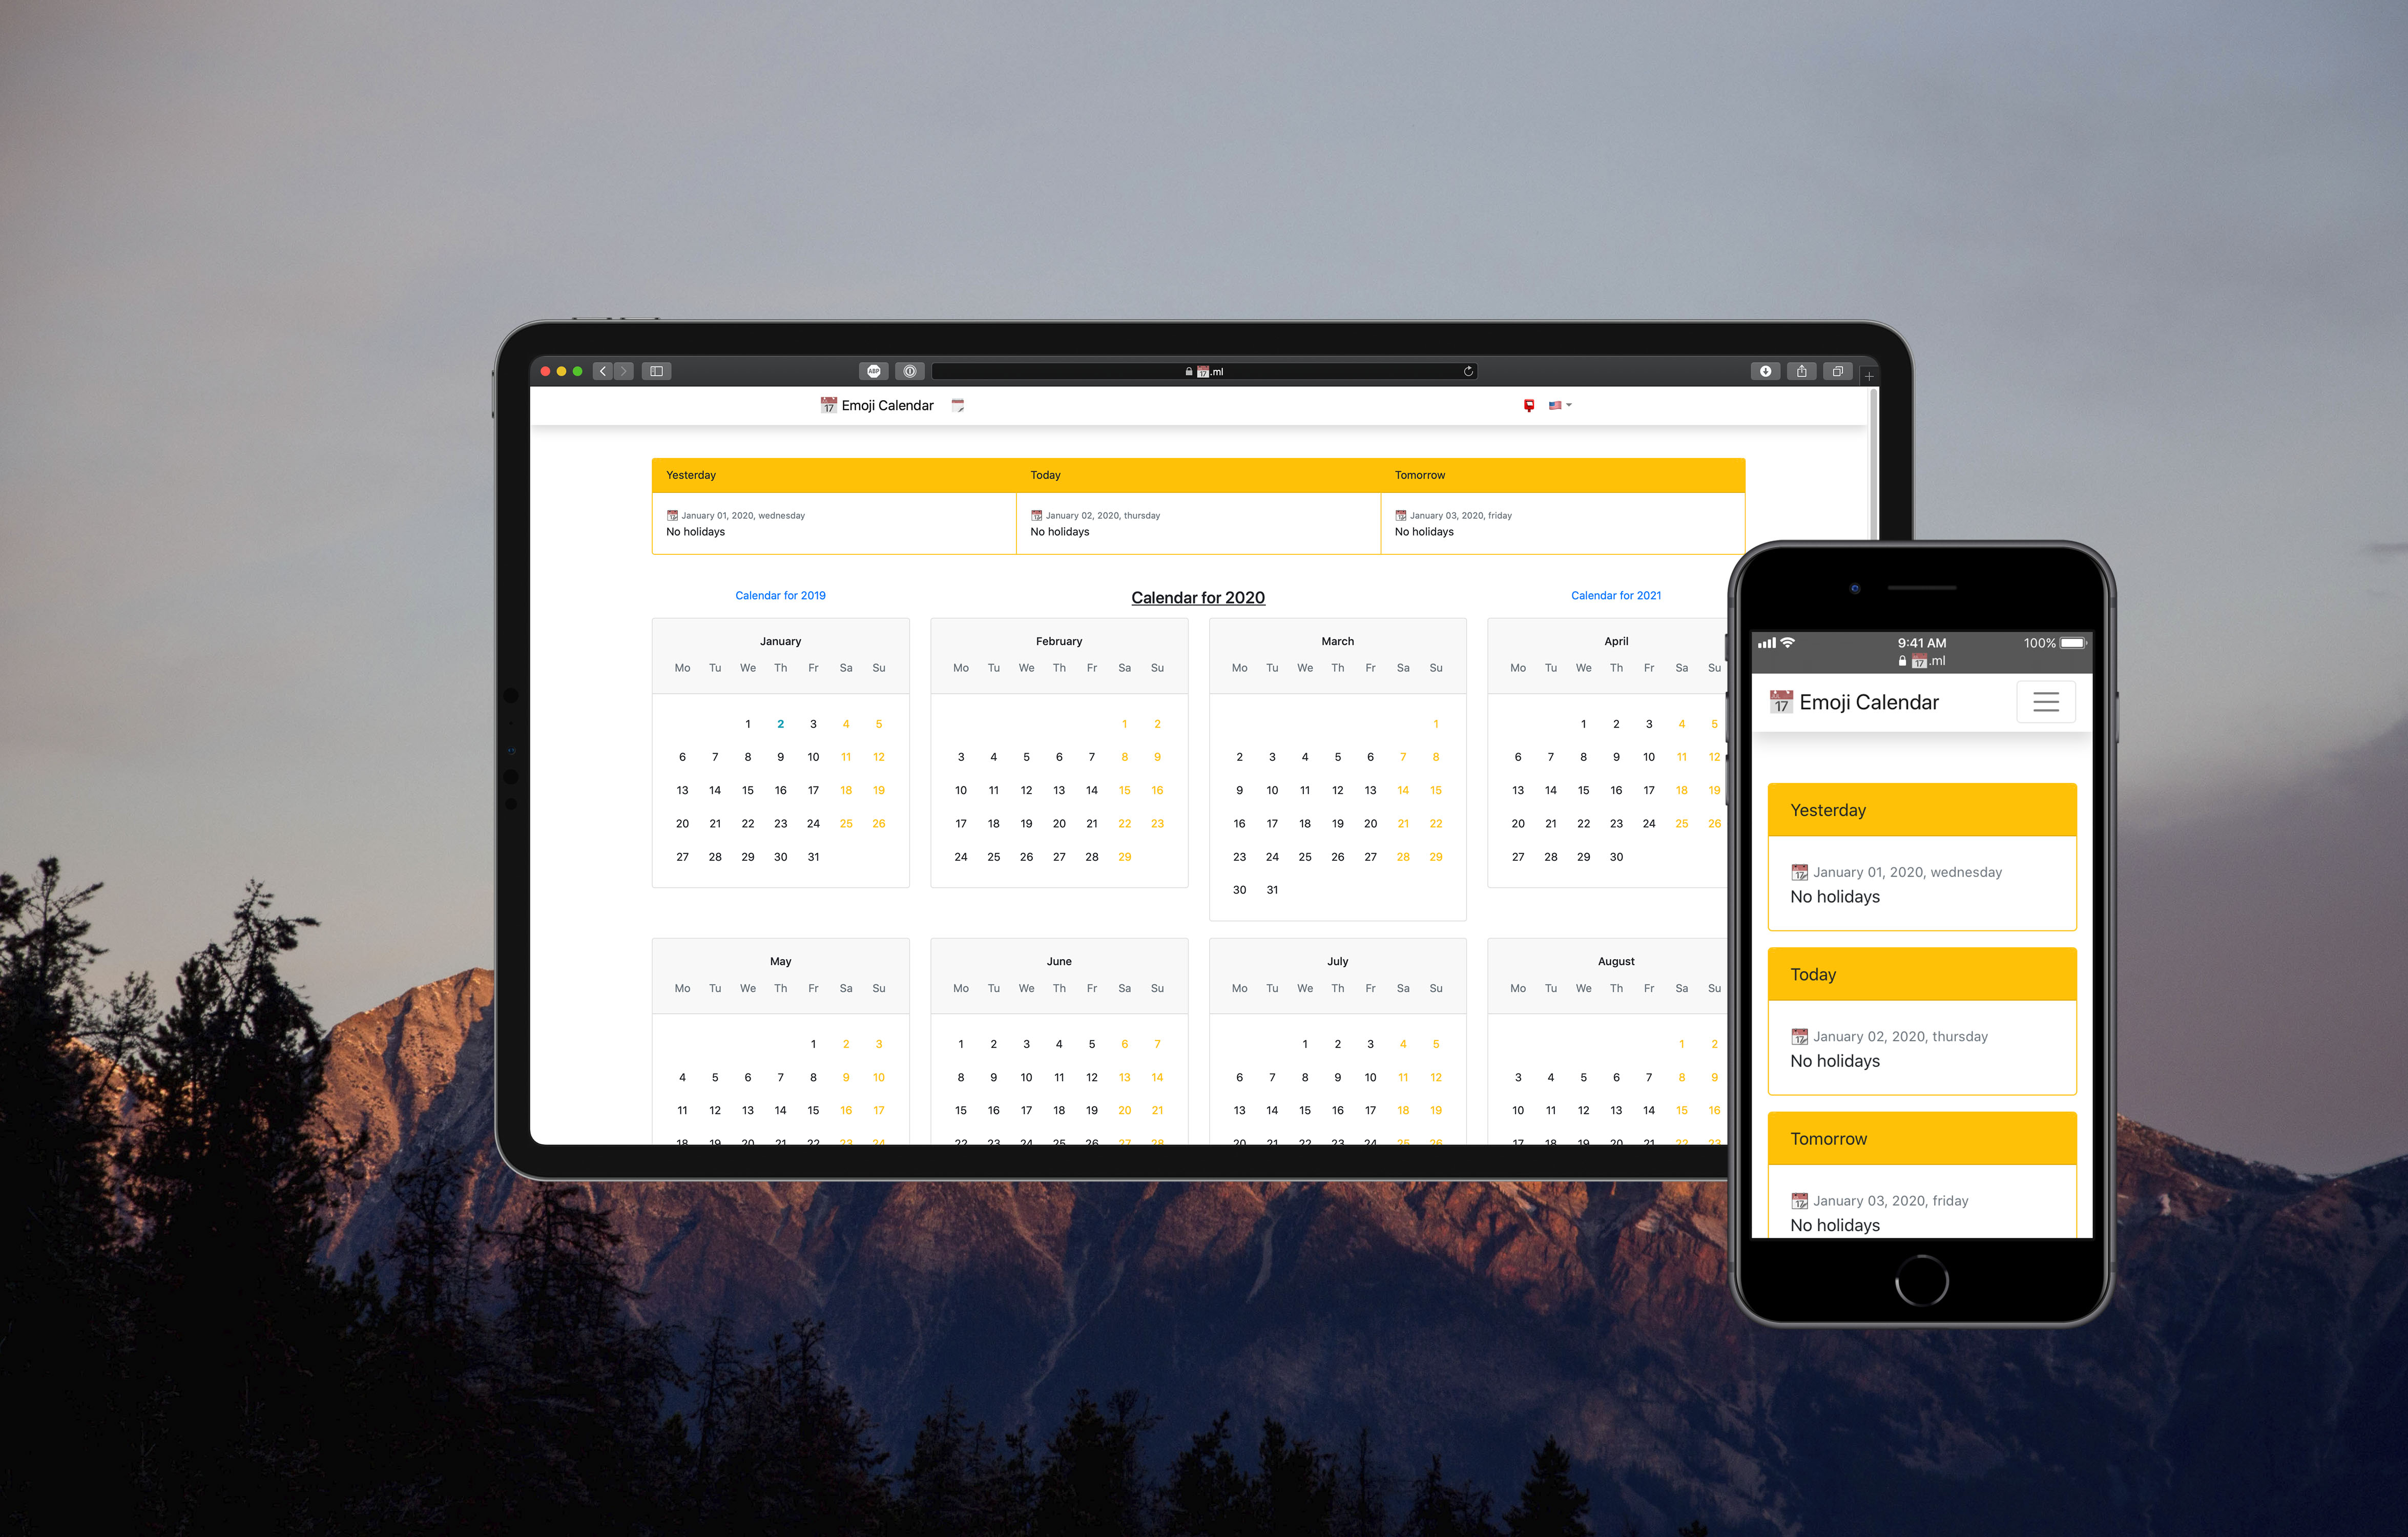 ABP
📅.ml
📅 Emoji Calendar
Yesterday Today Tomorrow
January 01, 2020, wednesday January 02, 2020, thursday January 03, 2020, friday
No holidays No holidays No holidays
Calendar for 2019 Calendar for 2020 Calendar for 2021
January February March April
Mo Tu We Th Fr Sa Su Mo Tu We Th Fr Sa Su Mo Tu We Th Fr Sa Su Mo Tu We Th Fr Sa Su
1 2 3 4 5 1 2 1 1 2 3 4 5
6 7 8 9 10 11 12 3 4 5 6 7 8 9 2 3 4 5 6 7 8 6 7 8 9 10 11 12
13 14 15 16 17 18 19 10 11 12 13 14 15 16 9 10 11 12 13 14 15 13 14 15 16 17 18 19
20 21 22 23 24 25 26 17 18 19 20 21 22 23 16 17 18 19 20 21 22 20 21 22 23 24 25 26
27 28 29 30 31 24 25 26 27 28 29 23 24 25 26 27 28 29 27 28 29 30
30 31
May June July August
Mo Tu We Th Fr Sa Su Mo Tu We Th Fr Sa Su Mo Tu We Th Fr Sa Su Mo Tu We Th Fr Sa Su
1 2 3 1 2 3 4 5 6 7 1 2 3 4 5 1 2
4 5 6 7 8 9 10 8 9 10 11 12 13 14 6 7 8 9 10 11 12 3 4 5 6 7 8 9
11 12 13 14 15 16 17 15 16 17 18 19 20 21 13 14 15 16 17 18 19 10 11 12 13 14 15 16
18 19 20 21 22 23 24 22 23 24 25 26 27 28 20 21 22 23 24 25 26 17 18 19 20 21 22 23
9:41 AM 100%
📅.ml
📅 Emoji Calendar
Yesterday
January 01, 2020, wednesday
No holidays
Today
January 02, 2020, thursday
No holidays
Tomorrow
January 03, 2020, friday
No holidays